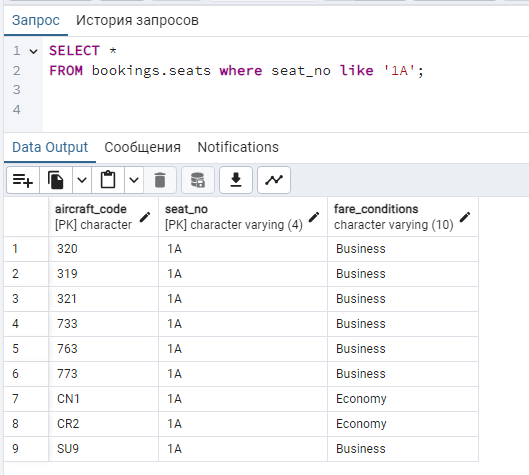 Запрос История запросов
1 SELECT *
2 FROM bookings.seats where seat_no like '1A';
3
4
Data Output Сообщения Notifications
aircraft_code seat_no fare_conditions
[PK] character [PK] character varying (4) character varying (10)
1 320 1A Business
2 319 1A Business
3 321 1A Business
4 733 1A Business
5 763 1A Business
6 773 1A Business
7 CN1 1A Economy
8 CR2 1A Economy
9 SU9 1A Business